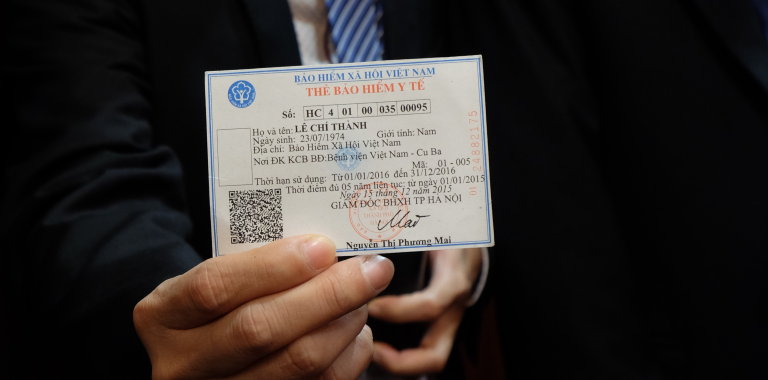 BẢO HIỂM XÃ HỘI VIỆT NAM
THẺ BẢO HIỂM Y TẾ
Số: HC 4 01 00 035 00095
Họ và tên: LÊ CHÍ THÀNH
Ngày sinh: 23/07/1974 Giới tính: Nam
Địa chỉ: Bảo Hiểm Xã Hội Việt Nam
Nơi ĐK KCB BĐ: Bệnh viện Việt Nam - Cu Ba
Mã: 01 - 005
Thời hạn sử dụng: Từ 01/01/2016 đến 31/12/2016
Thời điểm đủ 05 năm liên tục: từ ngày 01/01/2015
Ngày 15 tháng 12 năm 2015
GIÁM ĐỐC BHXH TP HÀ NỘI
Nguyễn Thị Phương Mai
24882175